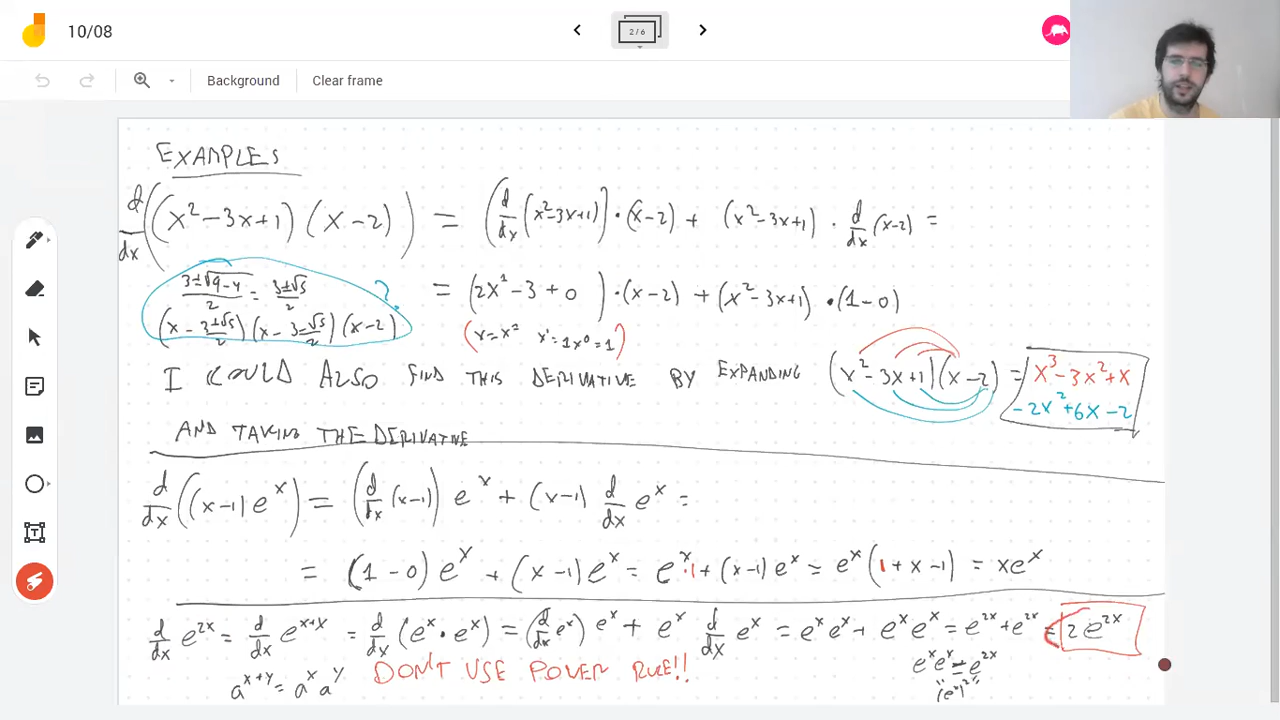 10/08
2/6
Background
Clear frame
EXAMPLES
d/dx((x²-3x+1)(x-2)) = (d/dx(x²-3x+1))·(x-2) + (x²-3x+1)·d/dx(x-2) =
(3±√9-4)/2 = (3±√5)/2 ?
= (2x¹-3+0)·(x-2) + (x²-3x+1)·(1-0)
(x - (3+√5)/2)(x - (3-√5)/2)(x-2)
x'=1x⁰=1)
I COULD ALSO FIND THIS DERIVATIVE BY EXPANDING (x²-3x+1)(x-2) = x³-3x²+x
-2x²+6x-2
AND TAKING THE DERIVATIVE
d/dx((x-1)eˣ) = (d/dx(x-1))eˣ + (x-1) d/dx eˣ =
= (1-0)eˣ + (x-1)eˣ = eˣ·1 + (x-1)eˣ = eˣ(1+x-1) = xeˣ
d/dx e²ˣ = d/dx eˣ⁺ˣ = d/dx(eˣ·eˣ) = (d/dx eˣ)eˣ + eˣ d/dx eˣ = eˣeˣ + eˣeˣ = e²ˣ + e²ˣ = 2e²ˣ
aˣ⁺ʸ = aˣaʸ
DON'T USE POWER RULE!!
eˣeˣ = e²ˣ
"(eˣ)²"